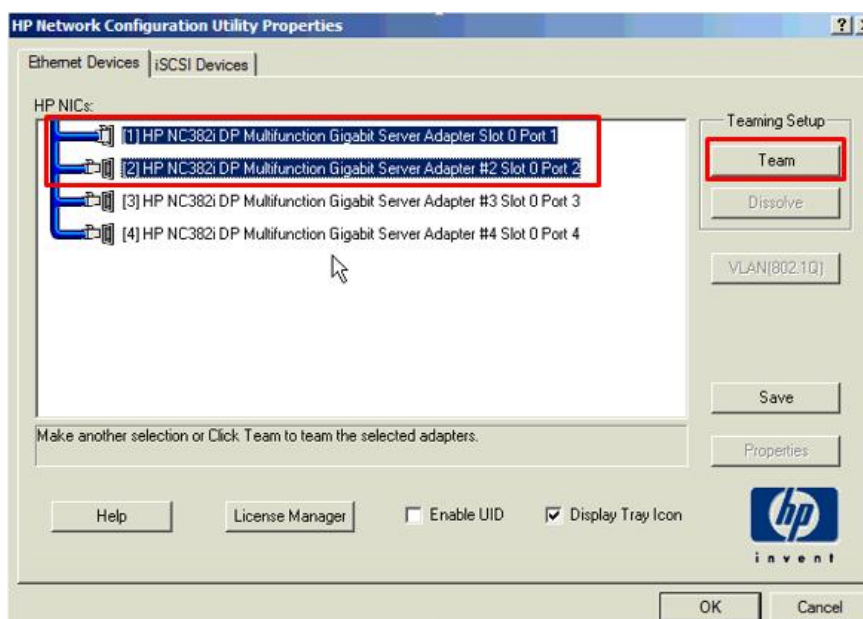 HP Network Configuration Utility Properties
Ethernet Devices
iSCSI Devices
HP NICs:
[1] HP NC382i DP Multifunction Gigabit Server Adapter Slot 0 Port 1
[2] HP NC382i DP Multifunction Gigabit Server Adapter #2 Slot 0 Port 2
[3] HP NC382i DP Multifunction Gigabit Server Adapter #3 Slot 0 Port 3
[4] HP NC382i DP Multifunction Gigabit Server Adapter #4 Slot 0 Port 4
Teaming Setup
Team
Dissolve
VLAN(802.1Q)
Save
Make another selection or Click Team to team the selected adapters.
Properties
Help
License Manager
Enable UID
Display Tray Icon
hp
invent
OK
Cancel